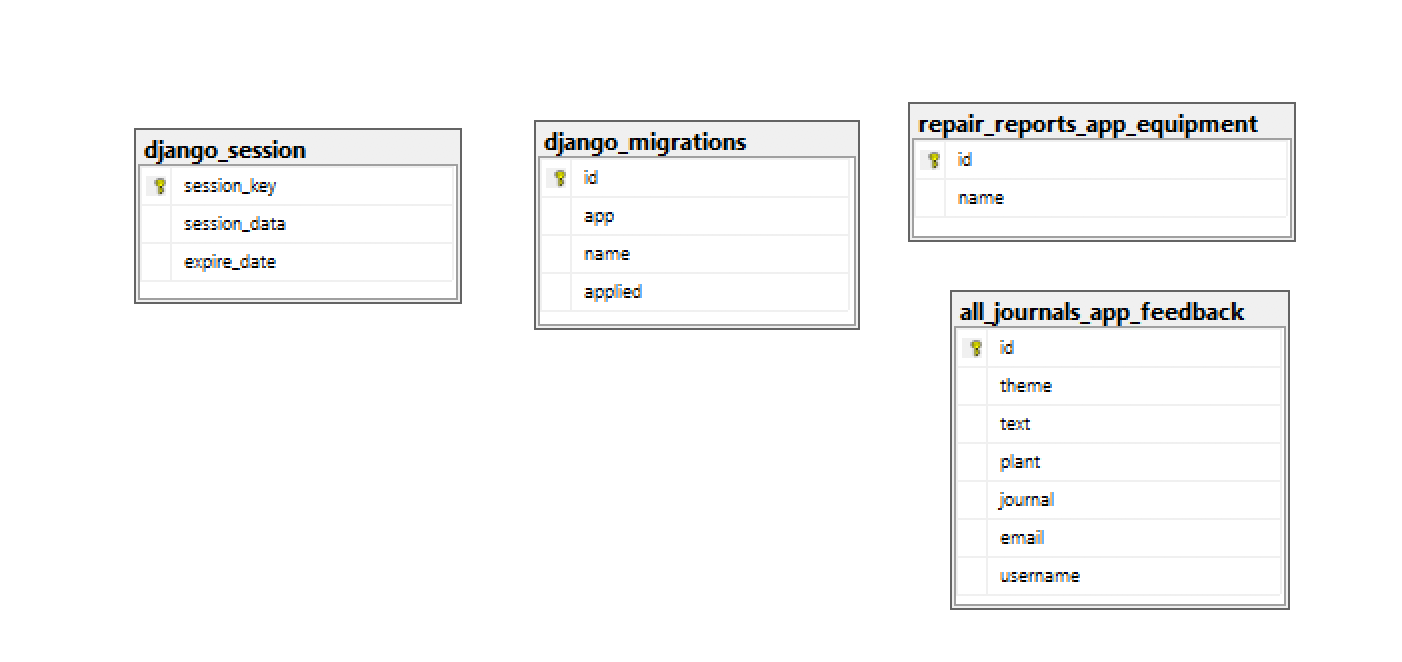 django_session
session_key
session_data
expire_date
django_migrations
id
app
name
applied
repair_reports_app_equipment
id
name
all_journals_app_feedback
id
theme
text
plant
journal
email
username